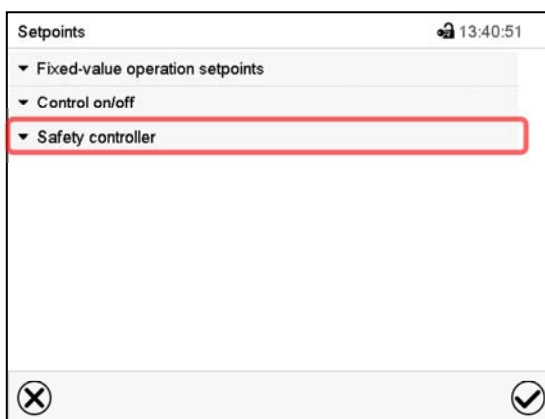 Setpoints 13:40:51
Fixed-value operation setpoints
Control on/off
Safety controller